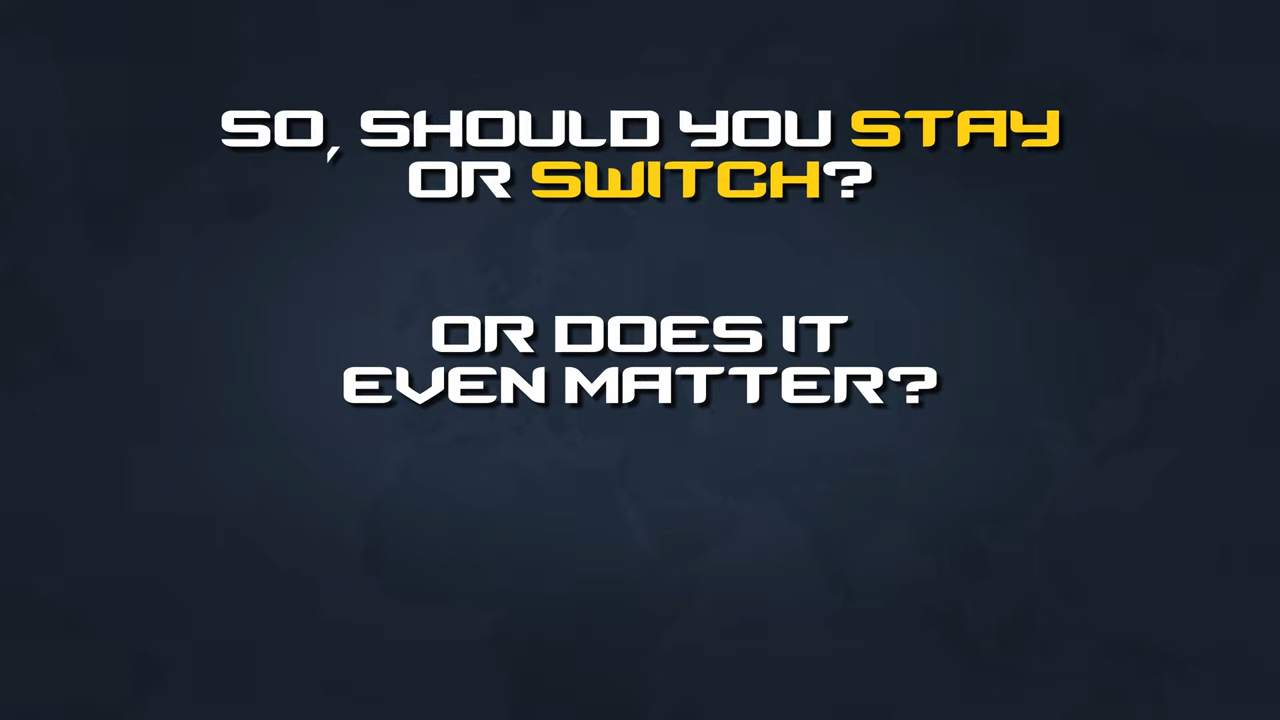 SO, SHOULD YOU STAY
OR SWITCH?
OR DOES IT
EVEN MATTER?